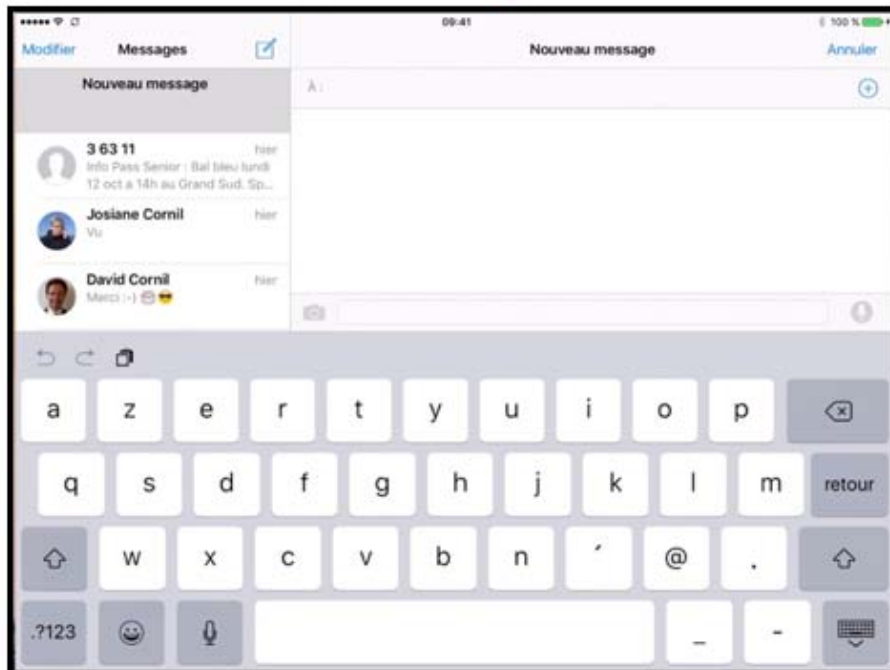 09:41
100 %
Modifier Messages
Nouveau message
Annuler
Nouveau message
À :
3 63 11 hier
Info Pass Senior : Bal bleu lundi
12 oct a 14h au Grand Sud. Sp...
Josiane Cornil hier
Vu
David Cornil hier
Merci :-)
a z e r t y u i o p
q s d f g h j k l m retour
w x c v b n ´ @ .
.?123 _ -